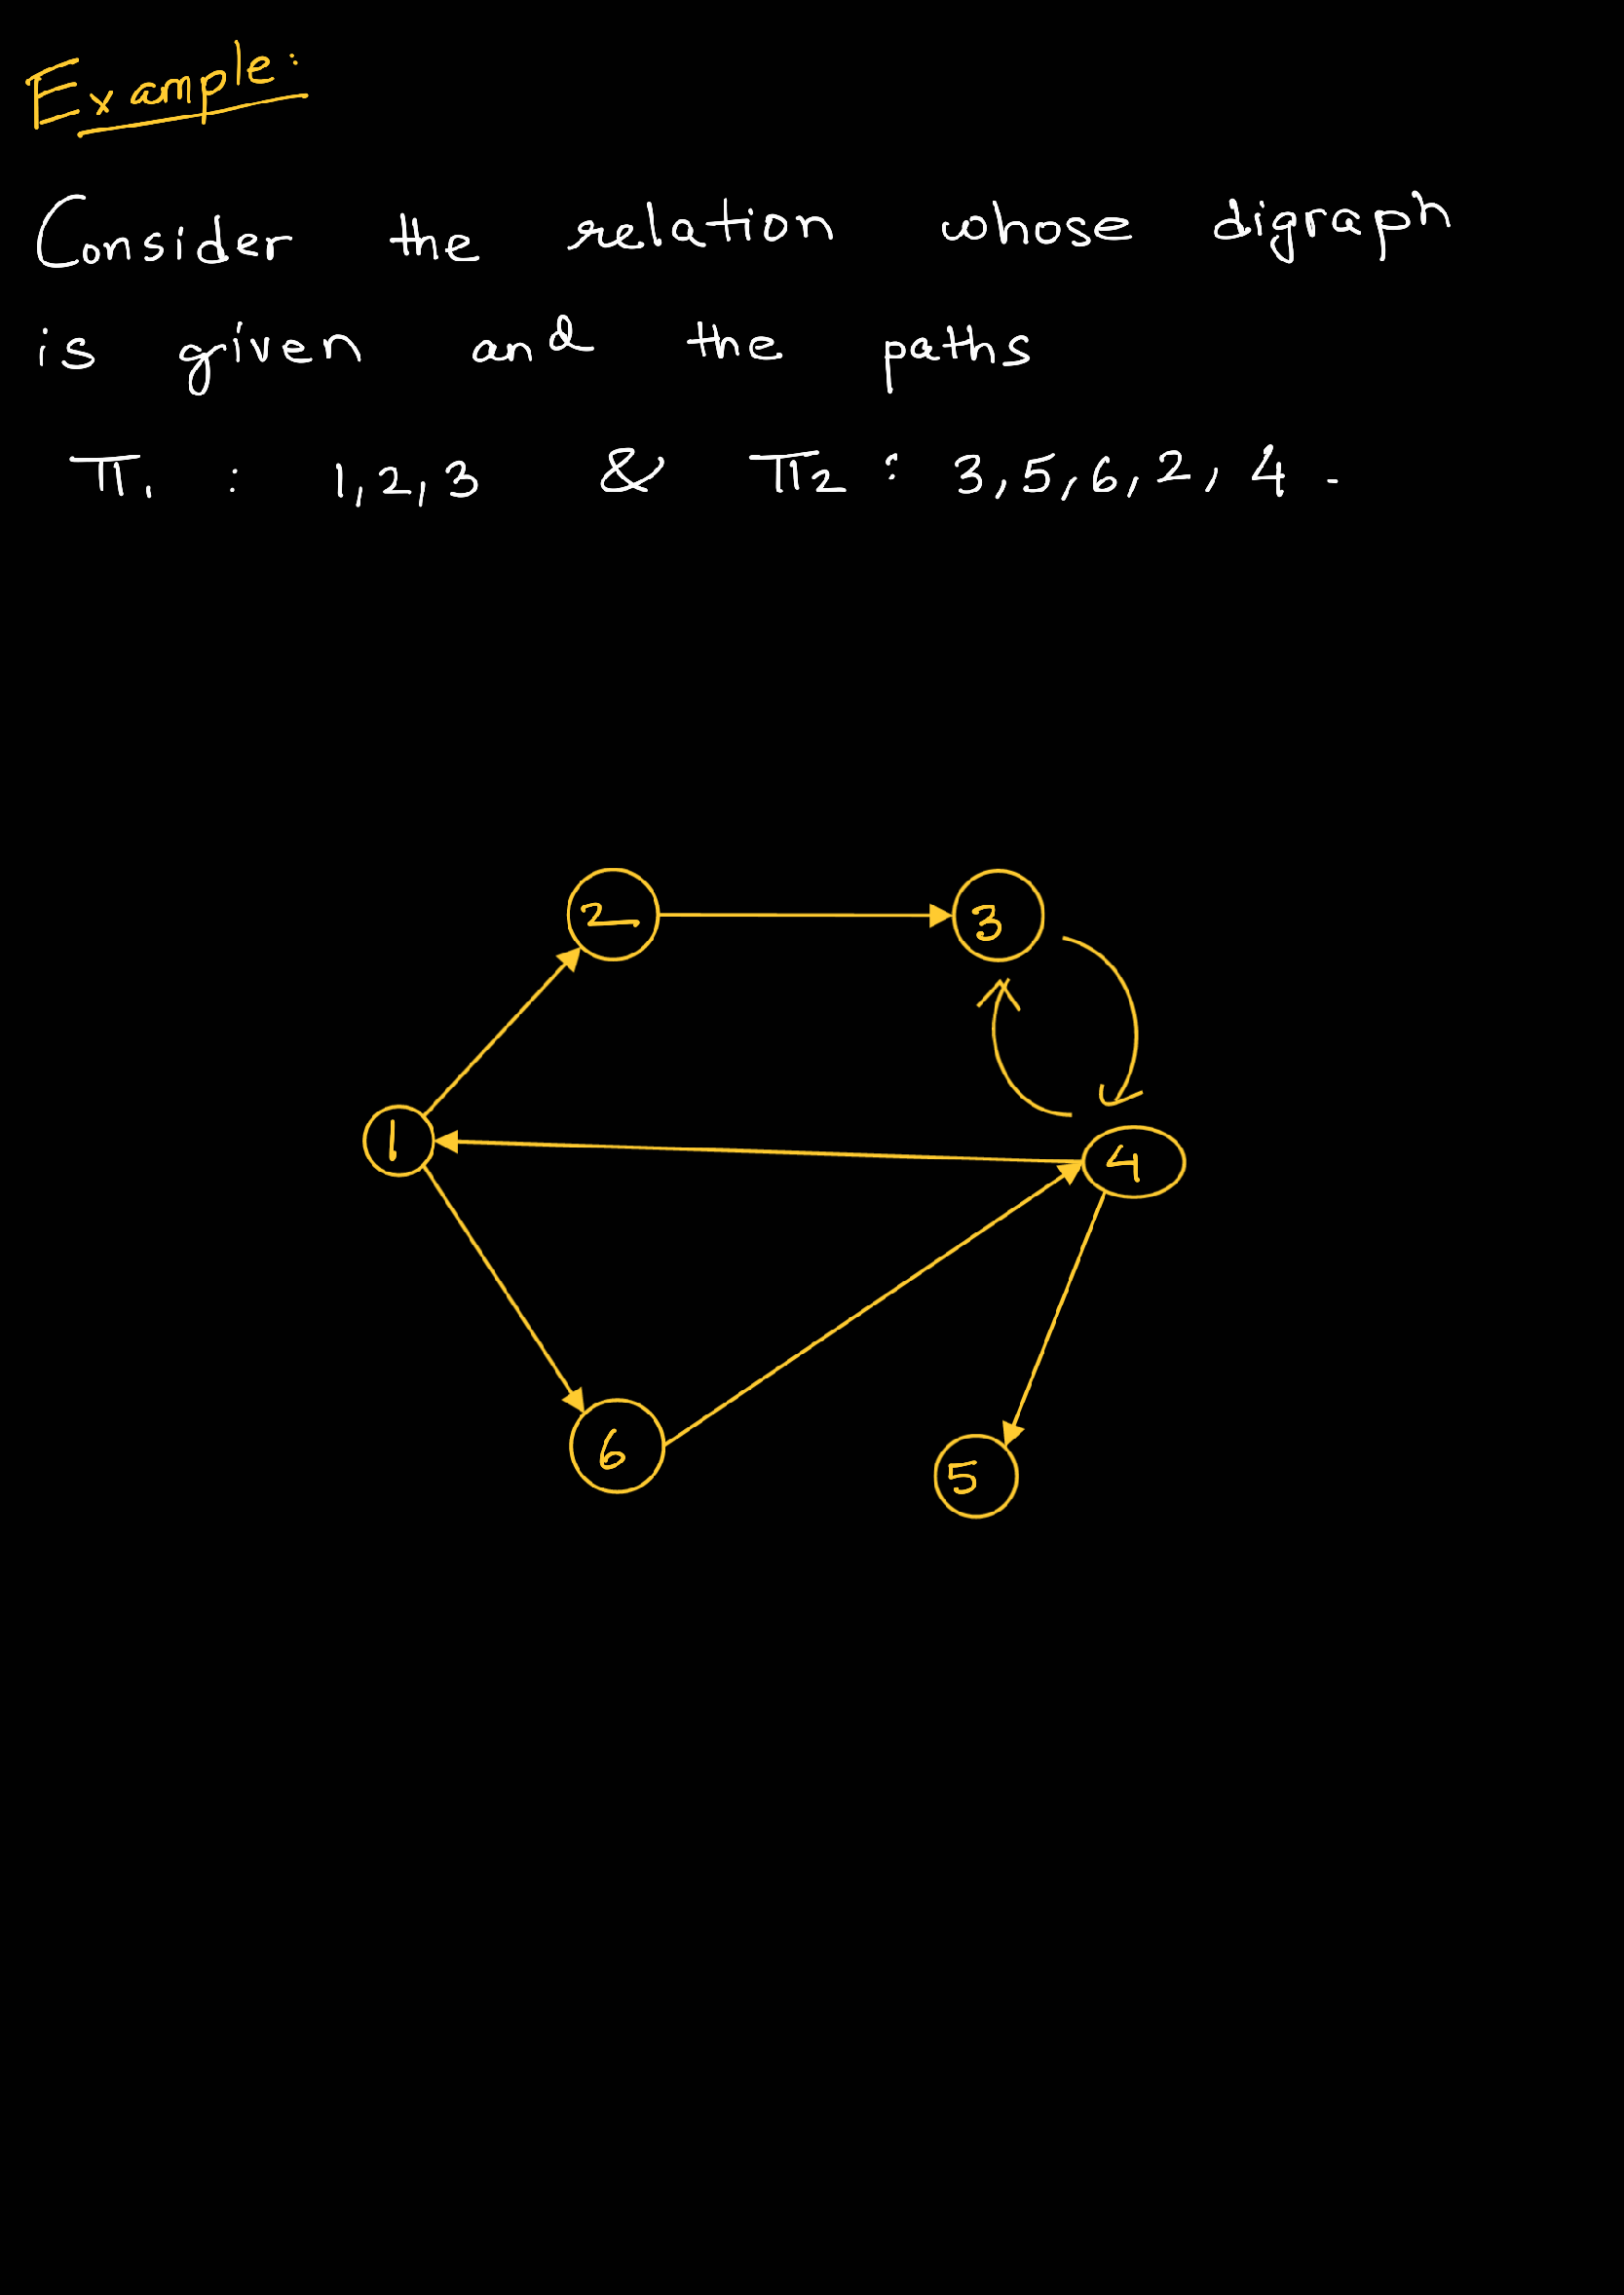 Example:
Consider the relation whose digraph
is given and the paths
π₁ : 1,2,3 & π₂ : 3,5,6,2,4.
2
3
1
4
6
5